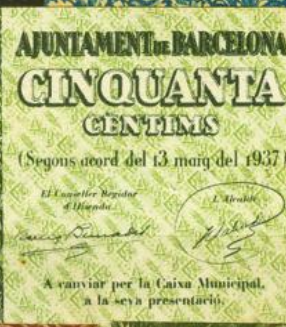 AJUNTAMENT DE BARCELONA
CINQUANTA
CÈNTIMS
(Segons acord del 13 maig del 1937)
El Conseller Regidor
d'Hisenda,
L'Alcalde
A canviar per la Caixa Municipal,
a la seva presentació.